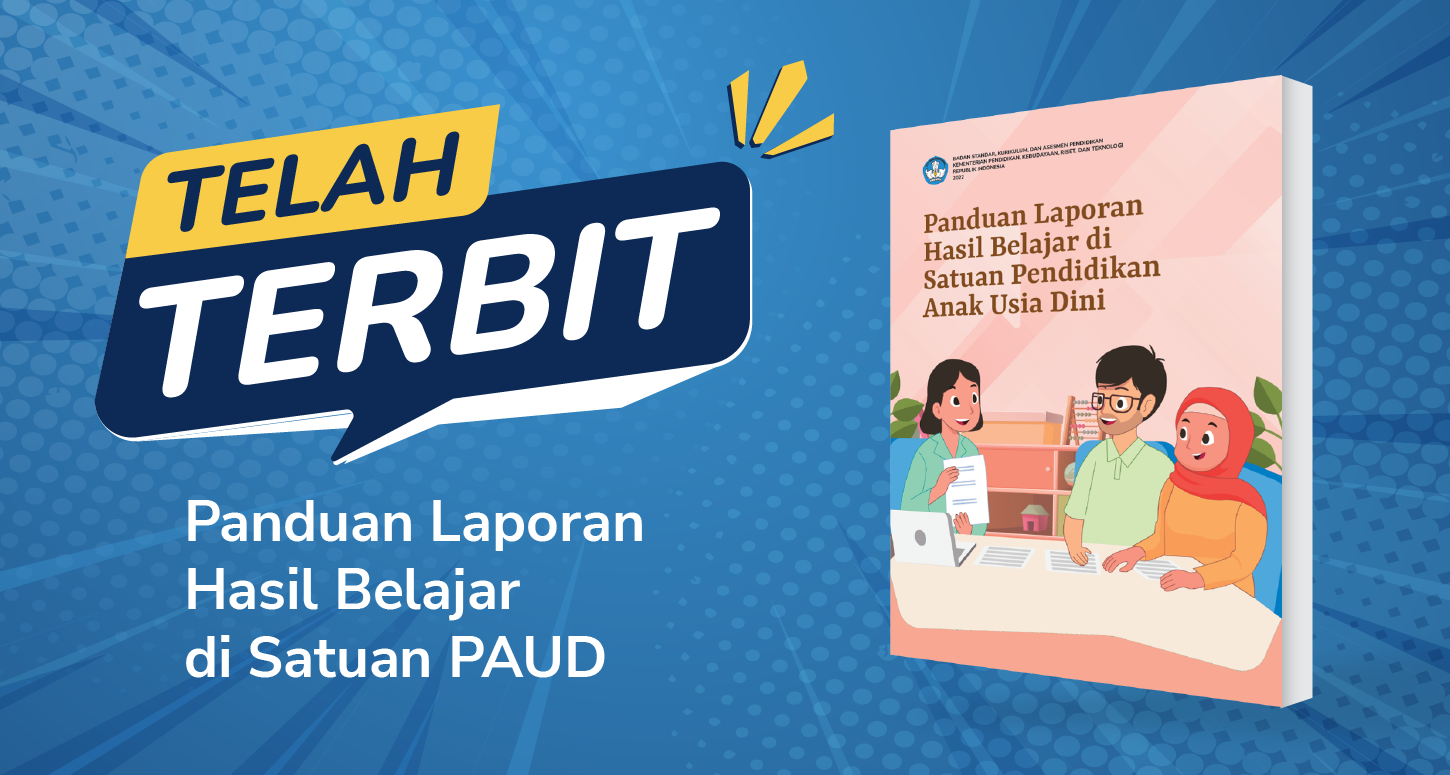 TELAH
TERBIT
Panduan Laporan
Hasil Belajar
di Satuan PAUD
BADAN STANDAR, KURIKULUM, DAN ASESMEN PENDIDIKAN
KEMENTERIAN PENDIDIKAN, KEBUDAYAAN, RISET, DAN TEKNOLOGI
REPUBLIK INDONESIA
2022
Panduan Laporan
Hasil Belajar di
Satuan Pendidikan
Anak Usia Dini